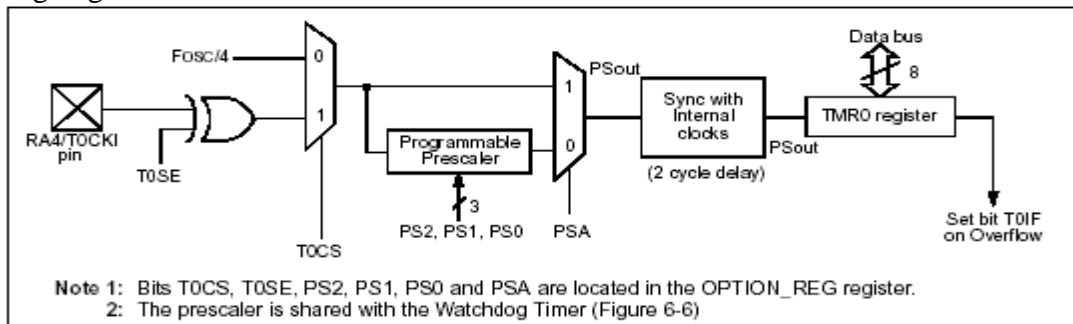 Data bus
FOSC/4
0
PSout
8
1
1
Sync with
Internal
clocks
TMR0 register
RA4/T0CKI
pin
Programmable
Prescaler
0
PSout
T0SE
(2 cycle delay)
3
PS2, PS1, PS0
PSA
Set bit T0IF
on Overflow
T0CS
Note 1: Bits T0CS, T0SE, PS2, PS1, PS0 and PSA are located in the OPTION_REG register.
2: The prescaler is shared with the Watchdog Timer (Figure 6-6)